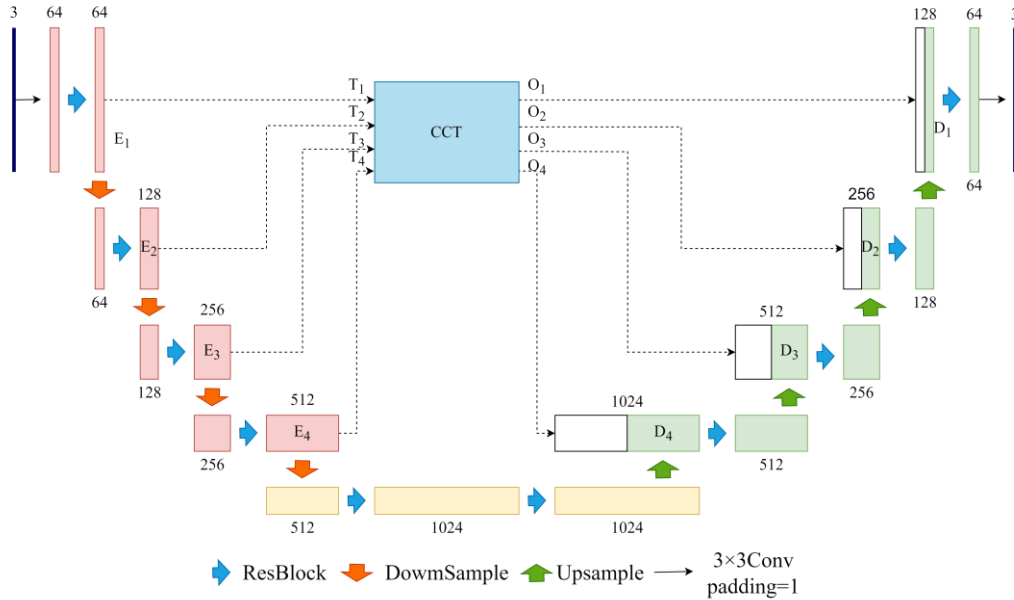 3 64 64 128 64 3
T1 O1
T2 O2
CCT
E1 D1
T3 O3
T4 O4
64
128 256
E2 D2
64 128
256 512
E3 D3
128 256
512 1024
E4 D4
256 512
512 1024 1024
ResBlock DowmSample Upsample 3×3Conv
padding=1